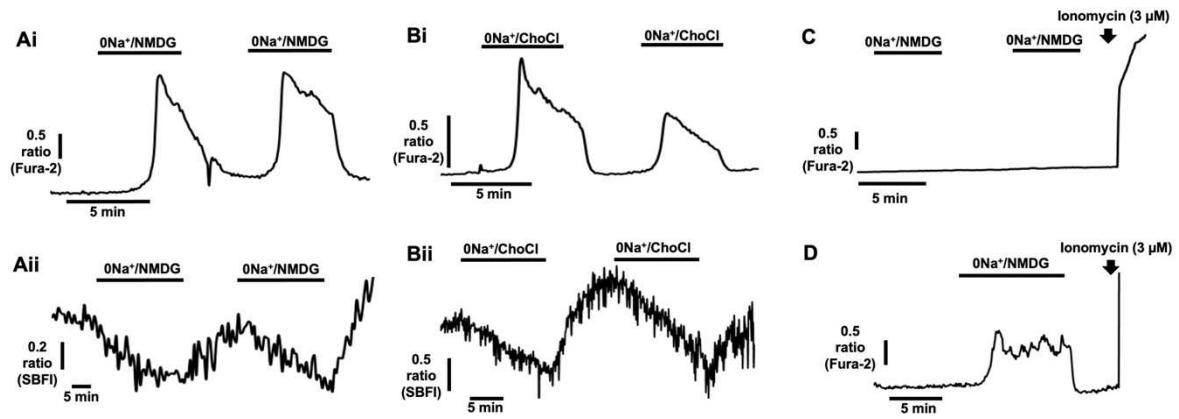 Ai
0Na⁺/NMDG
0Na⁺/NMDG
0.5
ratio
(Fura-2)
5 min
Bi
0Na⁺/ChoCl
0Na⁺/ChoCl
0.5
ratio
(Fura-2)
5 min
C
Ionomycin (3 µM)
0Na⁺/NMDG
0Na⁺/NMDG
0.5
ratio
(Fura-2)
5 min
Aii
0Na⁺/NMDG
0Na⁺/NMDG
0.2
ratio
(SBFI)
5 min
Bii
0Na⁺/ChoCl
0Na⁺/ChoCl
0.5
ratio
(SBFI)
5 min
D
Ionomycin (3 µM)
0Na⁺/NMDG
0.5
ratio
(Fura-2)
5 min